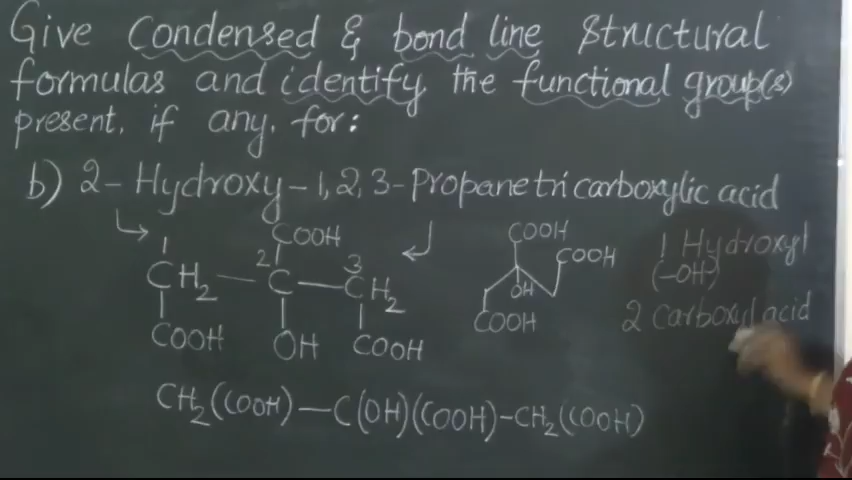 Give Condensed & bond line structural
formulas and identify the functional group(s)
present, if any, for:
b) 2-Hydroxy-1,2,3-Propanetricarboxylic acid
COOH
1 2 3
CH2—C—CH2
COOH OH COOH
COOH
COOH
OH
COOH
1 Hydroxyl
(-OH)
2 Carboxyl acid
CH2(COOH)—C(OH)(COOH)-CH2(COOH)